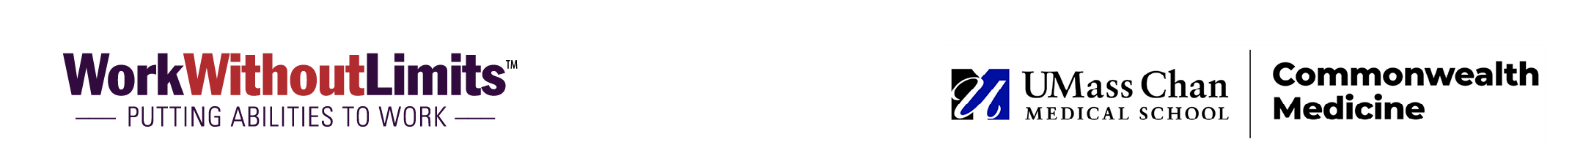 WorkWithoutLimits™
PUTTING ABILITIES TO WORK
UMass Chan
MEDICAL SCHOOL
Commonwealth
Medicine